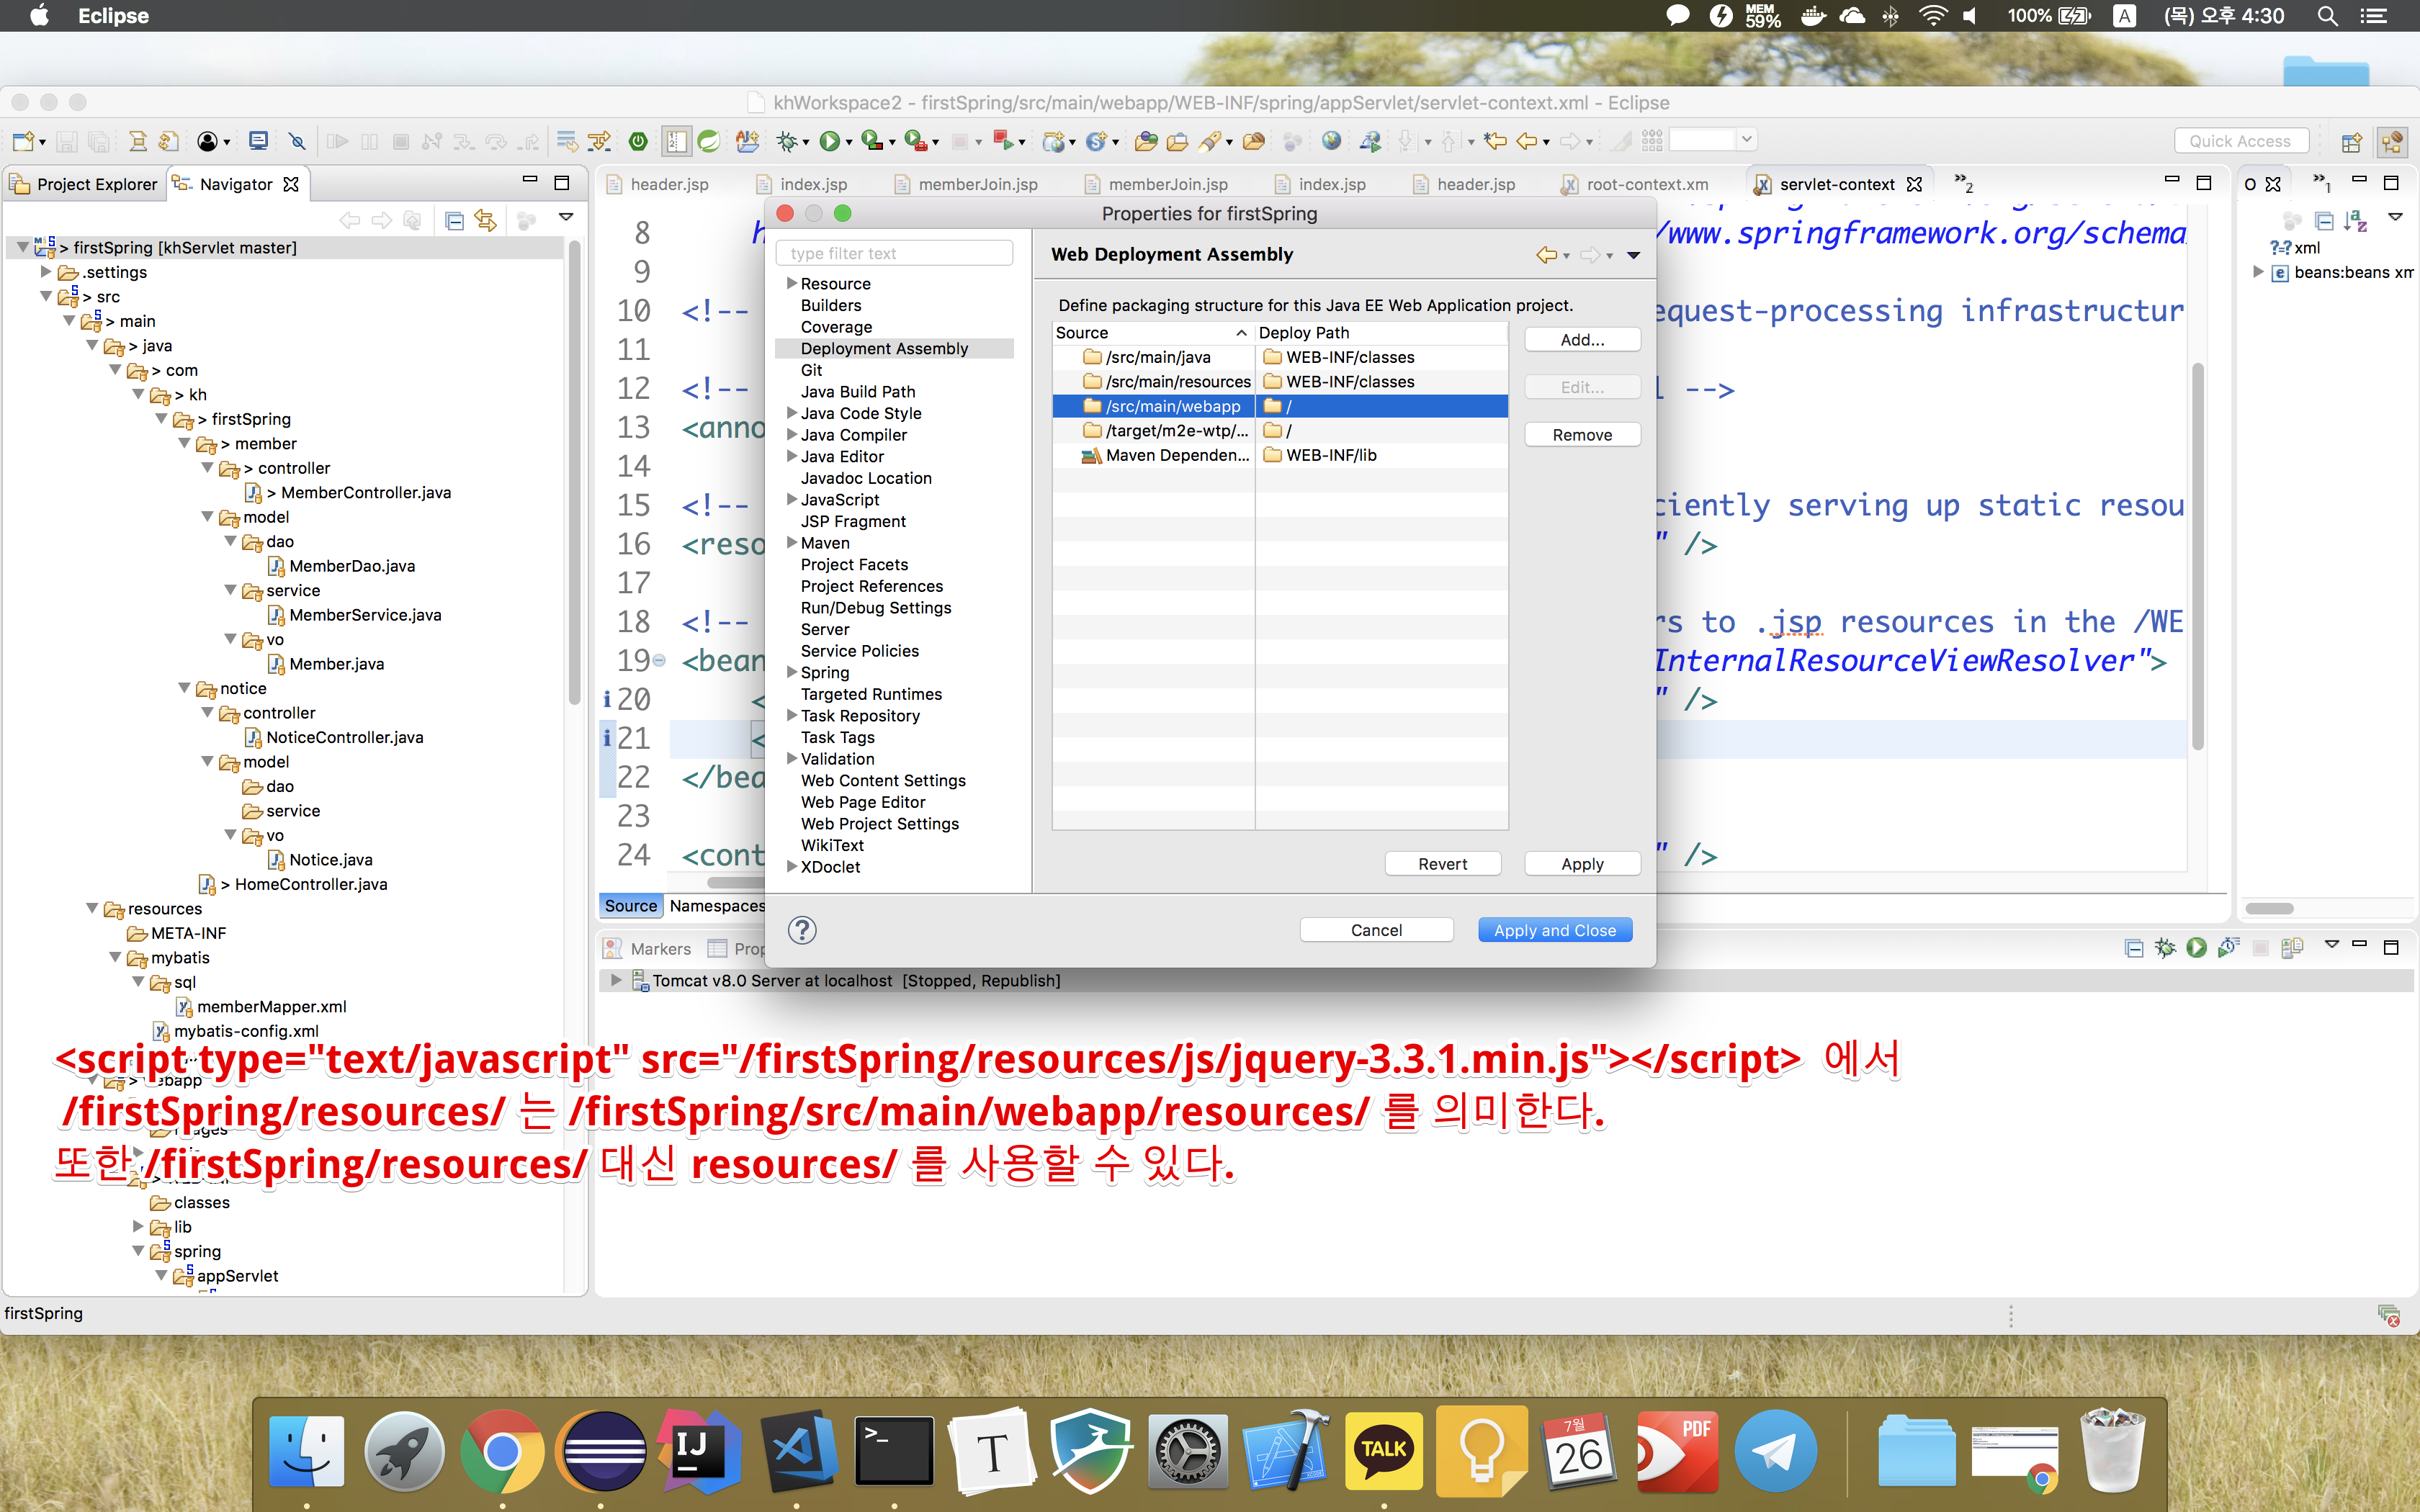 Eclipse
MEM
59%
100%
A
(목) 오후 4:30
khWorkspace2 - firstSpring/src/main/webapp/WEB-INF/spring/appServlet/servlet-context.xml - Eclipse
Quick Access
Project Explorer
Navigator
header.jsp
index.jsp
memberJoin.jsp
memberJoin.jsp
index.jsp
header.jsp
root-context.xm
servlet-context
»2
O
»1
> firstSpring [khServlet master]
.settings
> src
> main
> java
> com
> kh
> firstSpring
> member
> controller
> MemberController.java
model
dao
MemberDao.java
service
MemberService.java
vo
Member.java
notice
controller
NoticeController.java
model
dao
service
vo
Notice.java
> HomeController.java
resources
META-INF
mybatis
sql
memberMapper.xml
mybatis-config.xml
classes
lib
spring
appServlet
firstSpring
8
9
10 <!--
11
12 <!--
13 <anno
14
15 <!--
16 <reso
17
18 <!--
19 <bean
20 <
21 <
22 </bea
23
24 <cont
/www.springframework.org/schema
equest-processing infrastructur
-->
ciently serving up static resou
" />
rs to .jsp resources in the /WE
InternalResourceViewResolver">
" />
" />
Source
Namespaces
xml
beans:beans xm
Properties for firstSpring
type filter text
Resource
Builders
Coverage
Deployment Assembly
Git
Java Build Path
Java Code Style
Java Compiler
Java Editor
Javadoc Location
JavaScript
JSP Fragment
Maven
Project Facets
Project References
Run/Debug Settings
Server
Service Policies
Spring
Targeted Runtimes
Task Repository
Task Tags
Validation
Web Content Settings
Web Page Editor
Web Project Settings
WikiText
XDoclet
Web Deployment Assembly
Define packaging structure for this Java EE Web Application project.
Source Deploy Path
/src/main/java WEB-INF/classes
/src/main/resources WEB-INF/classes
/src/main/webapp /
/target/m2e-wtp/... /
Maven Dependen... WEB-INF/lib
Add...
Edit...
Remove
Revert
Apply
Cancel
Apply and Close
Markers
Prop
Tomcat v8.0 Server at localhost [Stopped, Republish]
<script type="text/javascript" src="/firstSpring/resources/js/jquery-3.3.1.min.js"></script> 에서
/firstSpring/resources/ 는 /firstSpring/src/main/webapp/resources/ 를 의미한다.
또한 /firstSpring/resources/ 대신 resources/ 를 사용할 수 있다.
IJ
>_
T
TALK
7월
26
PDF